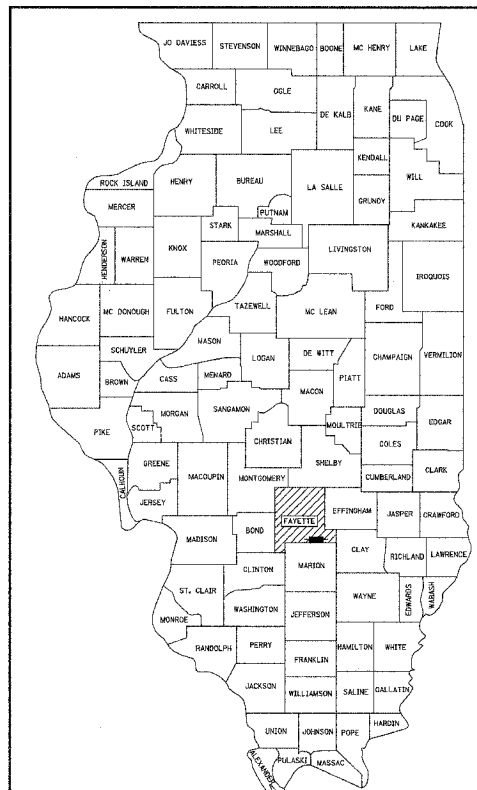 JO DAVIESS STEVENSON WINNEBAGO BOONE MC HENRY LAKE
CARROLL OGLE
DE KALB KANE DU PAGE COOK
WHITESIDE LEE
KENDALL WILL
ROCK ISLAND HENRY BUREAU LA SALLE GRUNDY
MERCER PUTNAM
STARK MARSHALL KANKAKEE
HENDERSON WARREN KNOX LIVINGSTON
PEORIA WOODFORD IROQUOIS
HANCOCK MC DONOUGH FULTON TAZEWELL MC LEAN FORD
MASON
SCHUYLER LOGAN DE WITT CHAMPAIGN VERMILION
ADAMS BROWN CASS MENARD PIATT
MACON
MORGAN SANGAMON DOUGLAS EDGAR
PIKE SCOTT CHRISTIAN MOULTRIE COLES
GREENE MACOUPIN SHELBY
CALHOUN MONTGOMERY CUMBERLAND CLARK
JERSEY
FAYETTE EFFINGHAM JASPER CRAWFORD
MADISON BOND
MARION CLAY RICHLAND LAWRENCE
CLINTON
ST. CLAIR WAYNE EDWARDS WABASH
WASHINGTON JEFFERSON
MONROE
RANDOLPH PERRY HAMILTON WHITE
FRANKLIN
JACKSON WILLIAMSON SALINE GALLATIN
UNION JOHNSON POPE HARDIN
ALEXANDER PULASKI MASSAC